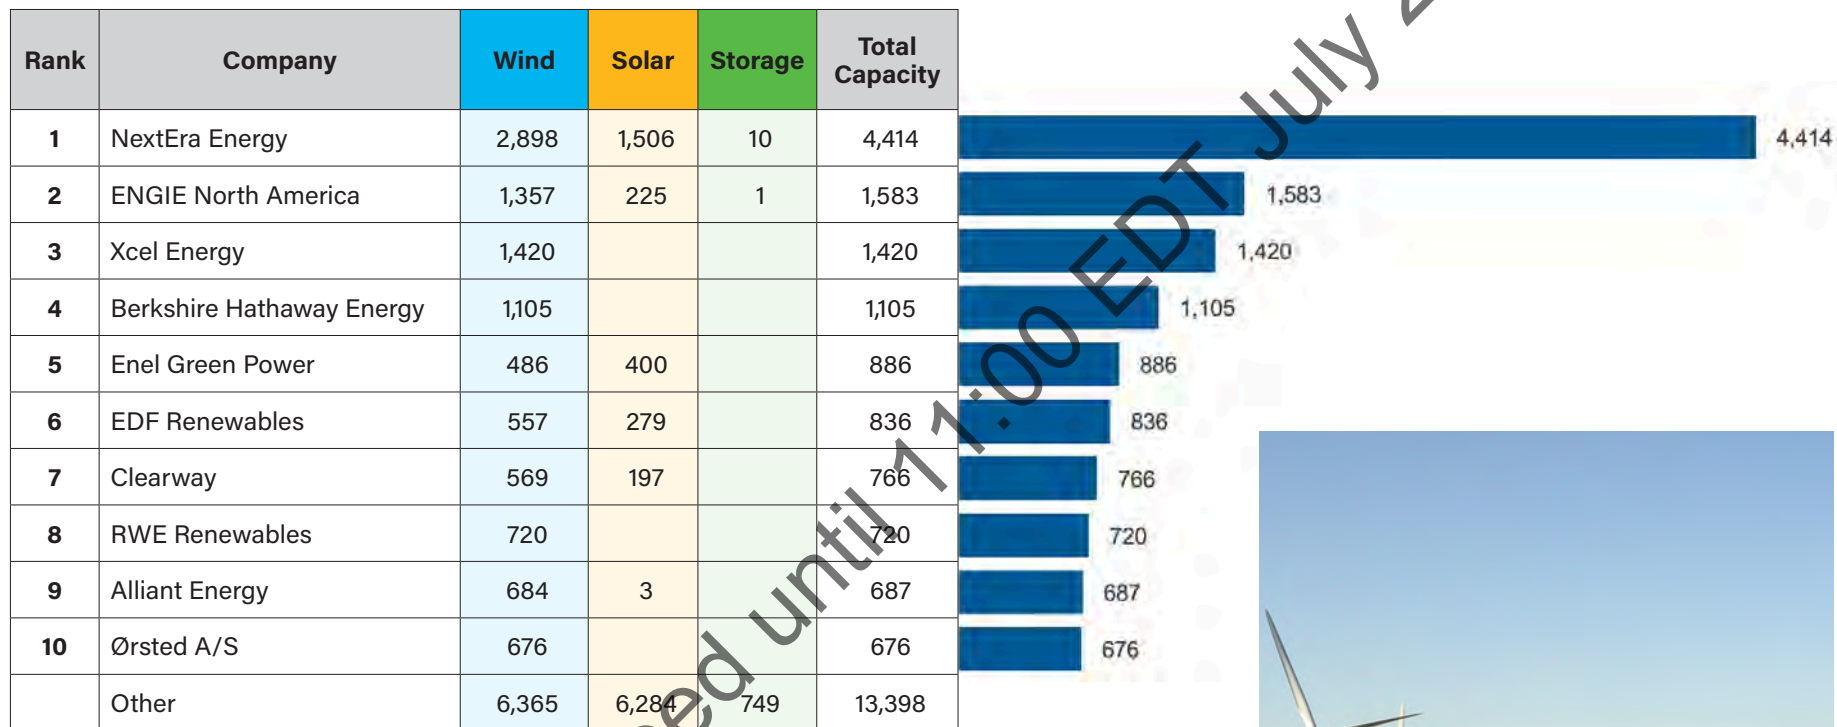 Rank Company Wind Solar Storage Total Capacity
1 NextEra Energy 2,898 1,506 10 4,414 4,414
2 ENGIE North America 1,357 225 1 1,583 1,583
3 Xcel Energy 1,420 1,420 1,420
4 Berkshire Hathaway Energy 1,105 1,105 1,105
5 Enel Green Power 486 400 886 886
6 EDF Renewables 557 279 836 836
7 Clearway 569 197 766 766
8 RWE Renewables 720 720 720
9 Alliant Energy 684 3 687 687
10 Ørsted A/S 676 676 676
Other 6,365 6,284 749 13,398
until 11:00 EDT July